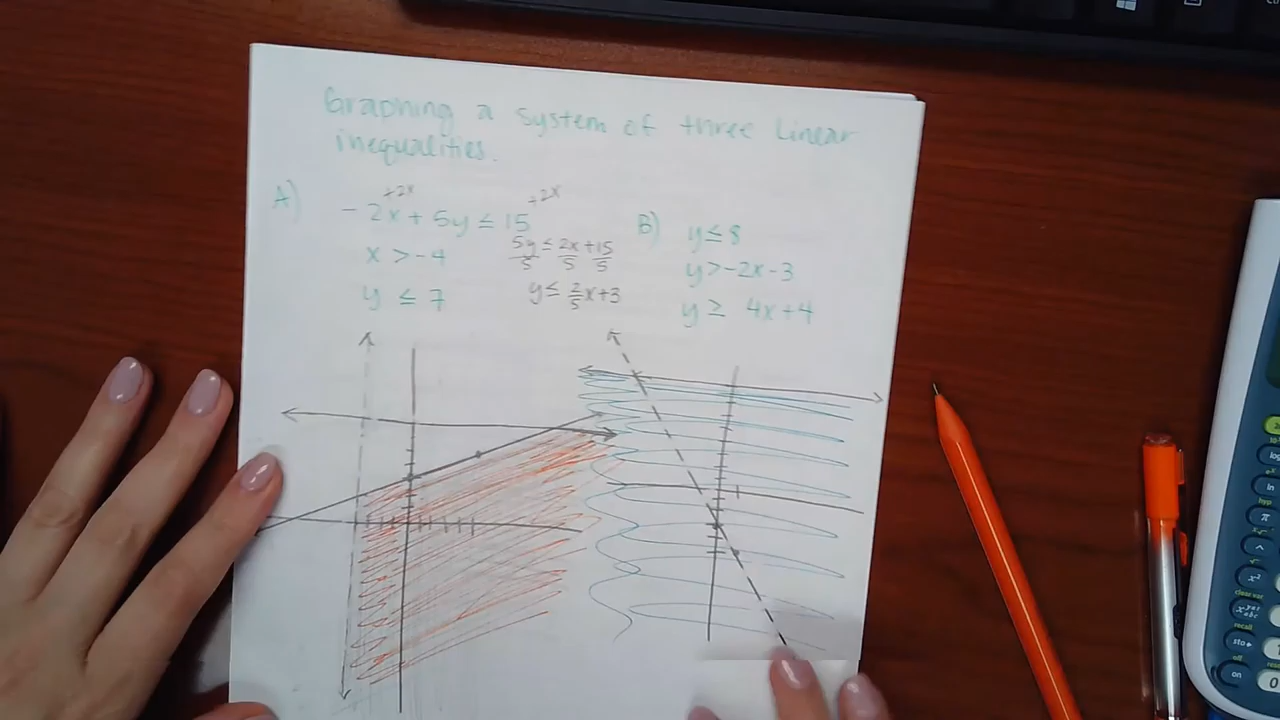 Graphing a system of three linear
inequalities.
A)
+2x +2x
-2x + 5y ≤ 15
x > -4
y ≤ 7
5y/5 ≤ 2x/5 + 15/5
y ≤ 2/5x+3
B)
y ≤ 8
y > -2x - 3
y ≥ 4x + 4